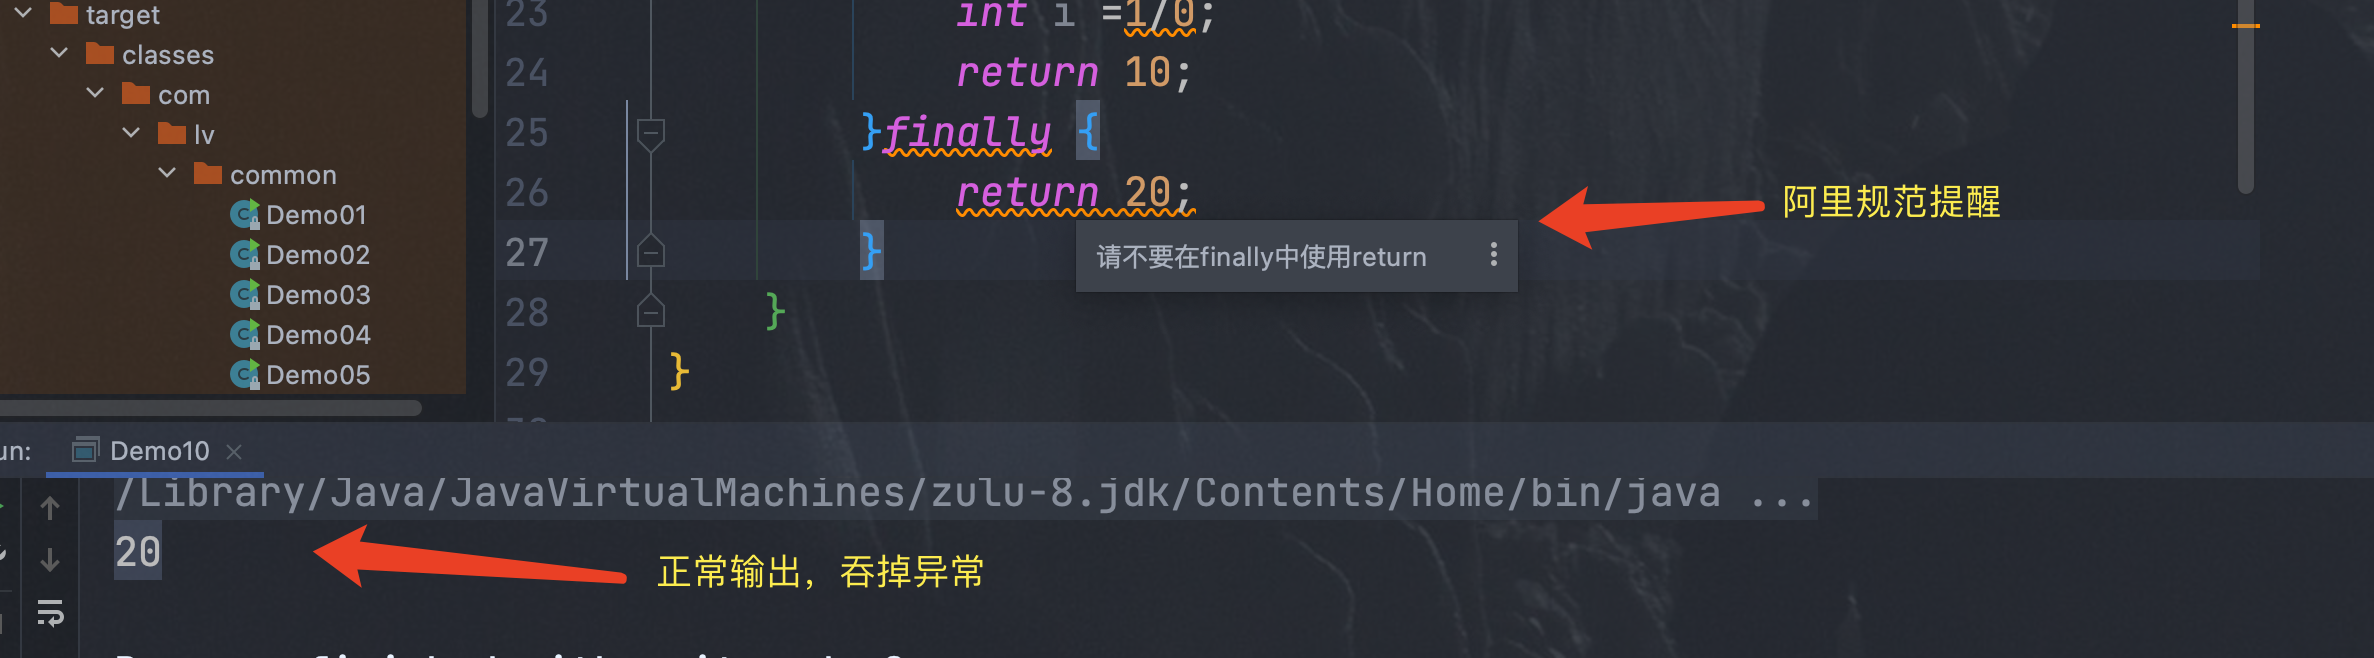 target
classes
com
lv
common
Demo01
Demo02
Demo03
Demo04
Demo05
23 int i =1/0;
24 return 10;
25 }finally {
26 return 20;
27 }
28 }
29 }
阿里规范提醒
请不要在finally中使用return
un:
Demo10
/Library/Java/JavaVirtualMachines/zulu-8.jdk/Contents/Home/bin/java ...
20
正常输出，吞掉异常